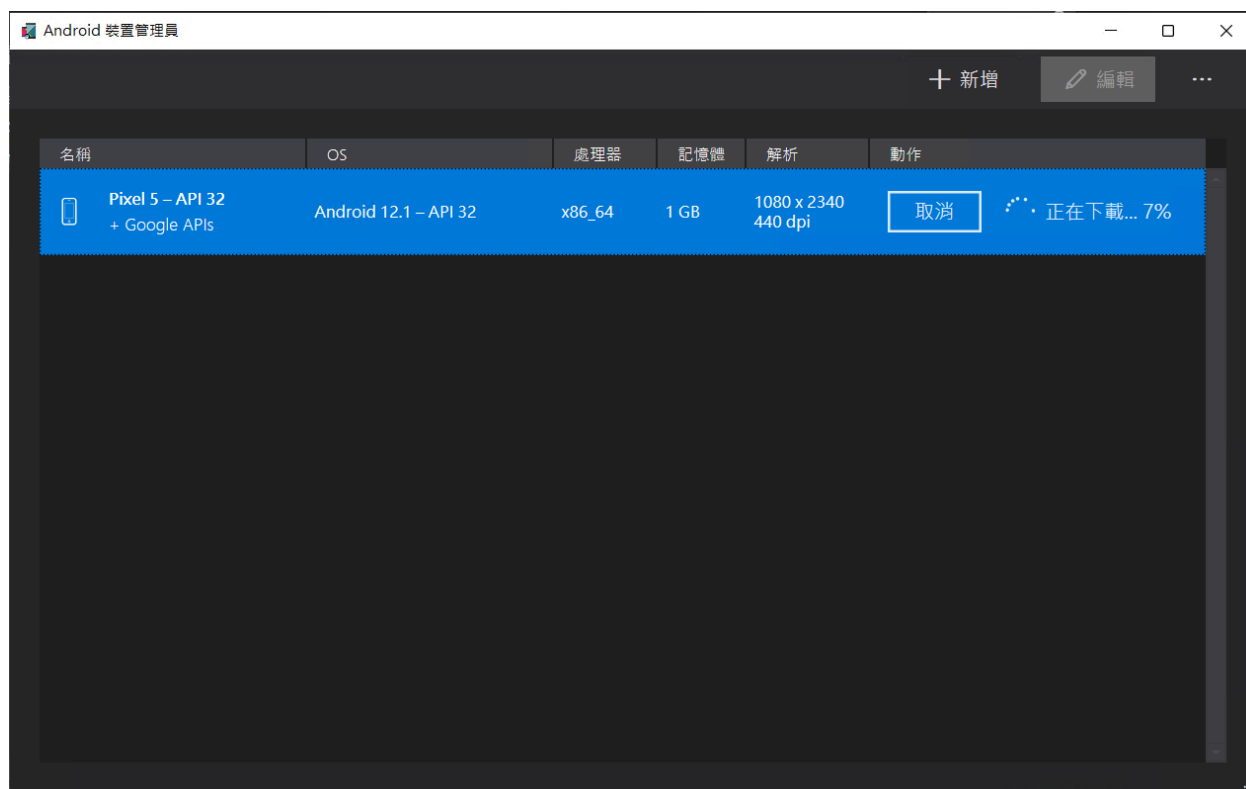 Android 裝置管理員
新增
編輯
名稱 OS 處理器 記憶體 解析 動作
Pixel 5 – API 32
+ Google APIs
Android 12.1 – API 32
x86_64
1 GB
1080 x 2340
440 dpi
取消
正在下載... 7%